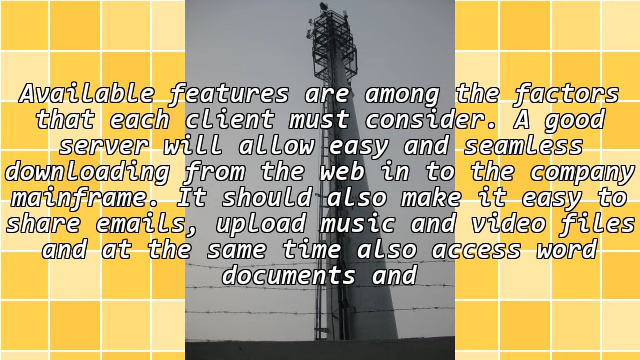 Available features are among the factors
that each client must consider. A good
server will allow easy and seamless
downloading from the web in to the company
mainframe. It should also make it easy to
share emails, upload music and video files
and at the same time also access word
documents and